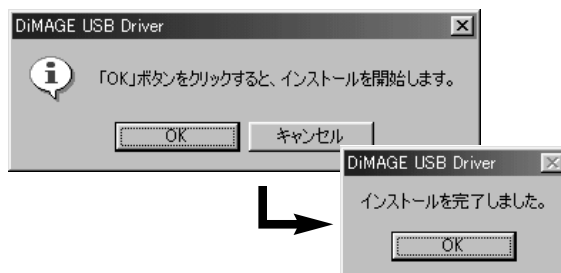 DiMAGE USB Driver
「OK」ボタンをクリックすると、インストールを開始します。
OK
キャンセル
DiMAGE USB Driver
インストールを完了しました。
OK